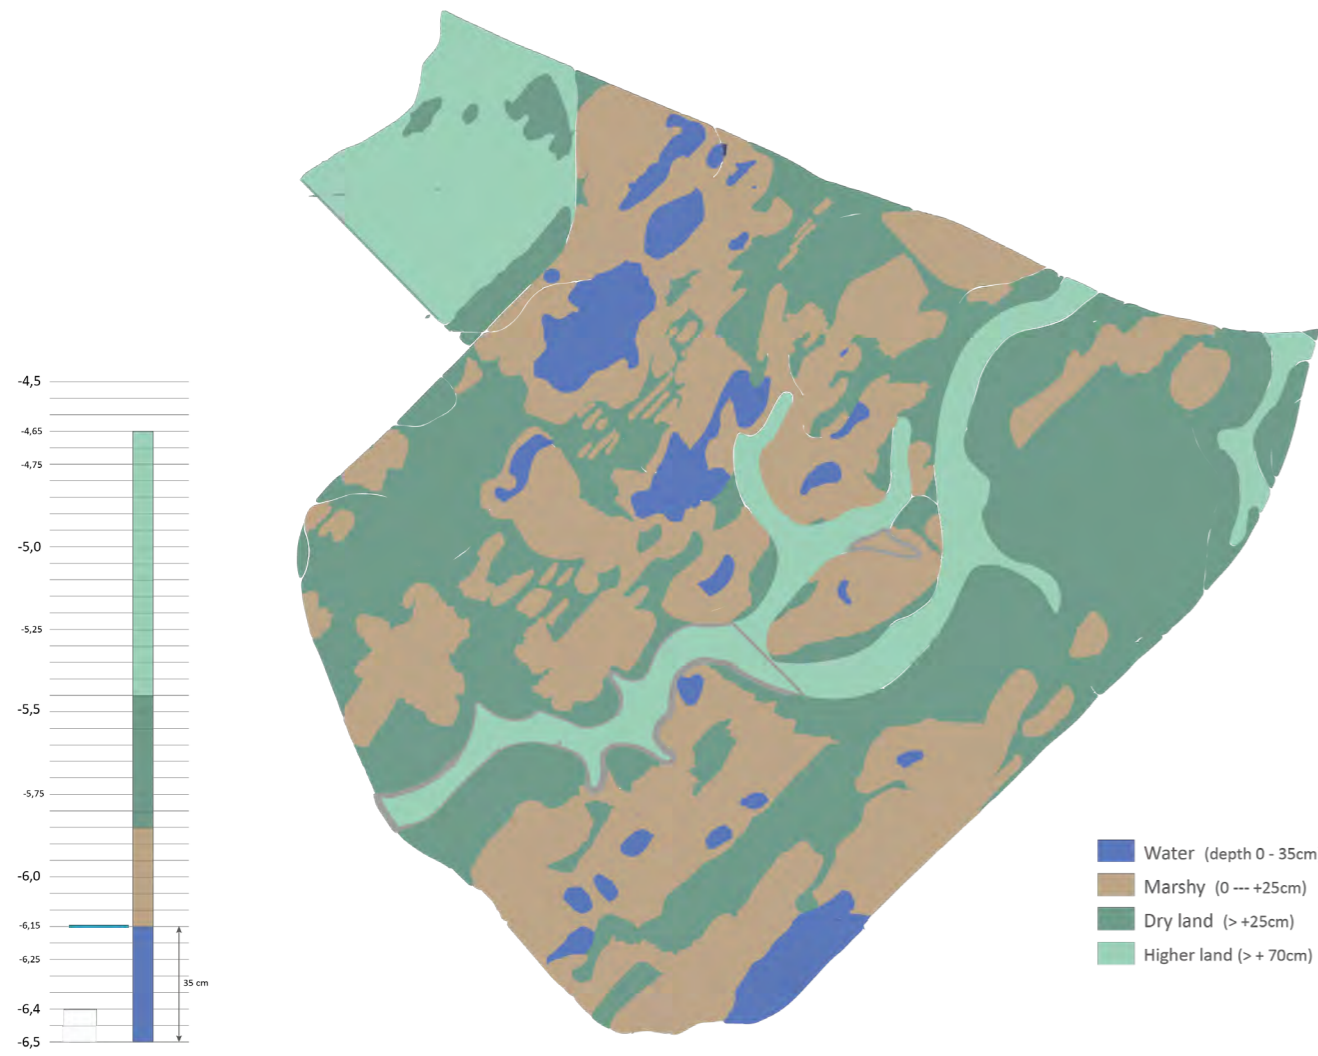 -4,5
-4,65
-4,75
-5,0
-5,25
-5,5
-5,75
-6,0
-6,15
-6,25
-6,4
-6,5
35 cm
Water (depth 0 - 35cm
Marshy (0 --- +25cm)
Dry land (> +25cm)
Higher land (> + 70cm)